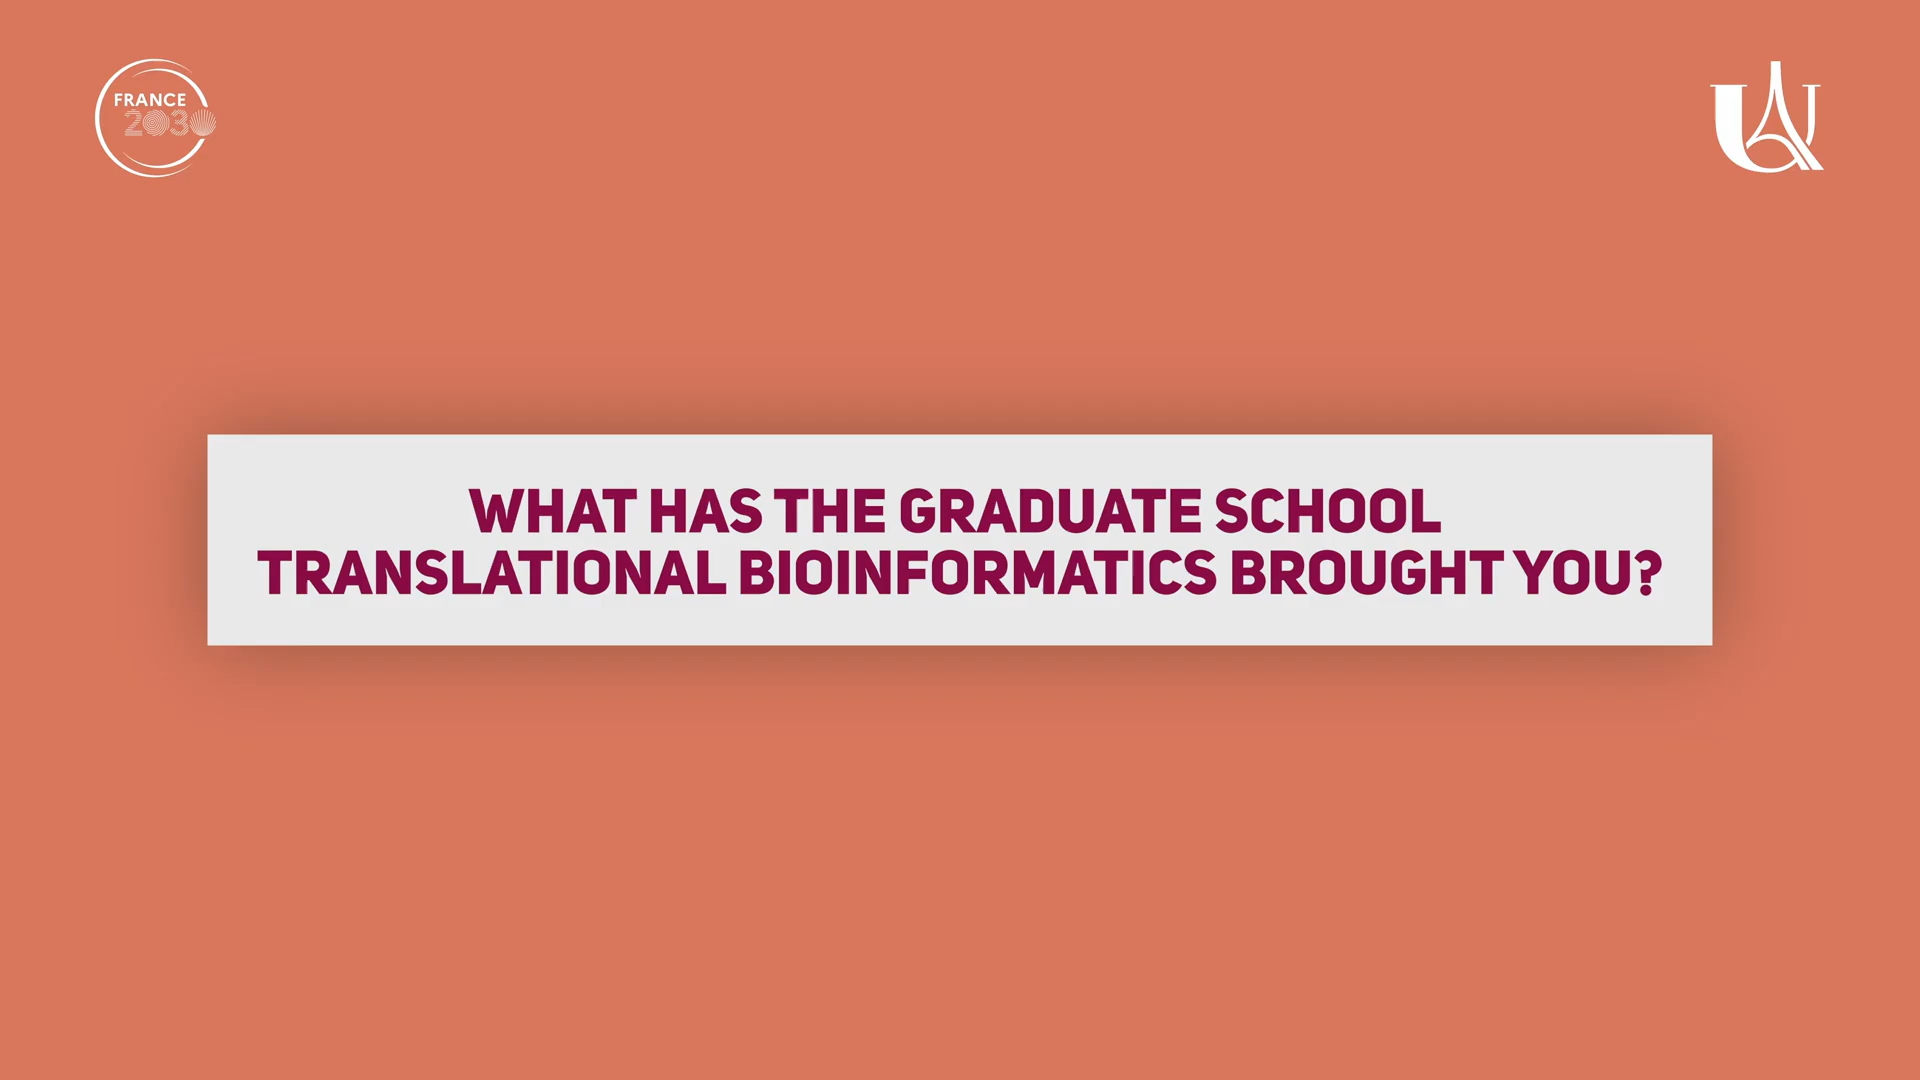 FRANCE
2030
WHAT HAS THE GRADUATE SCHOOL
TRANSLATIONAL BIOINFORMATICS BROUGHT YOU?